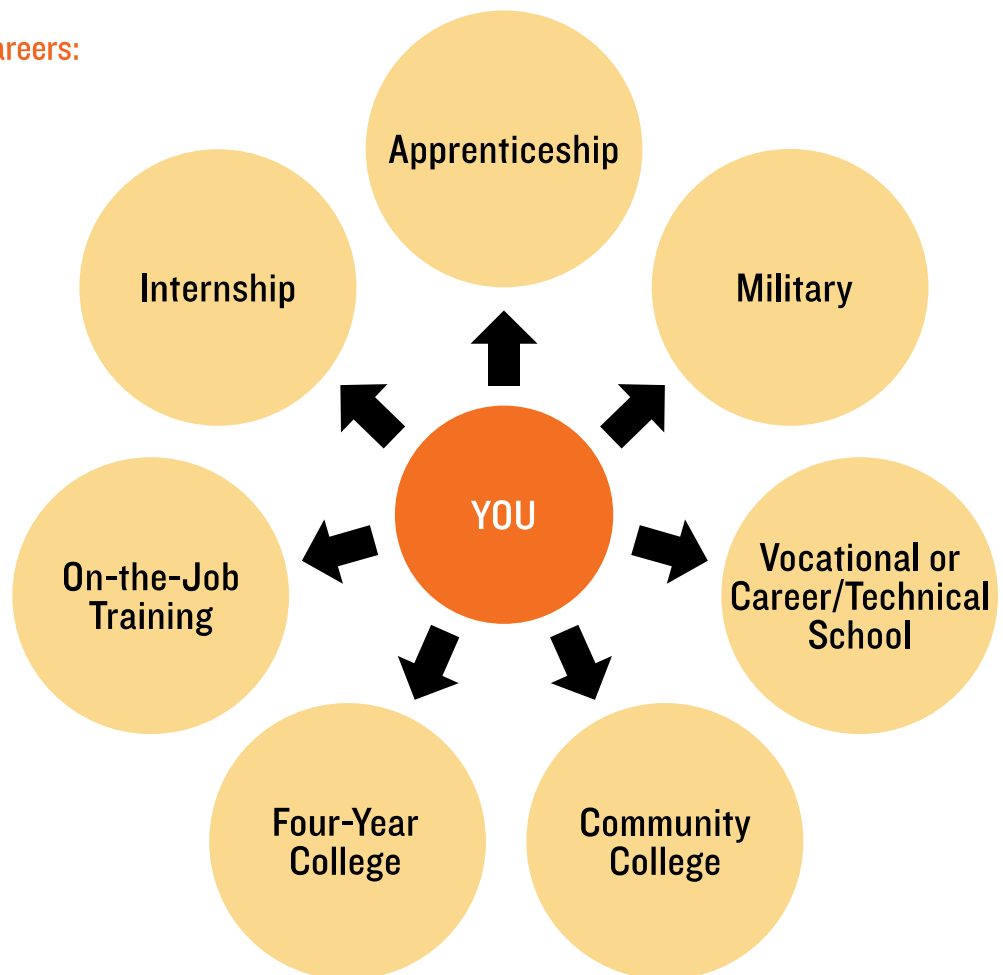 areers:
Apprenticeship
Internship
Military
YOU
On-the-Job
Training
Vocational or
Career/Technical
School
Four-Year
College
Community
College